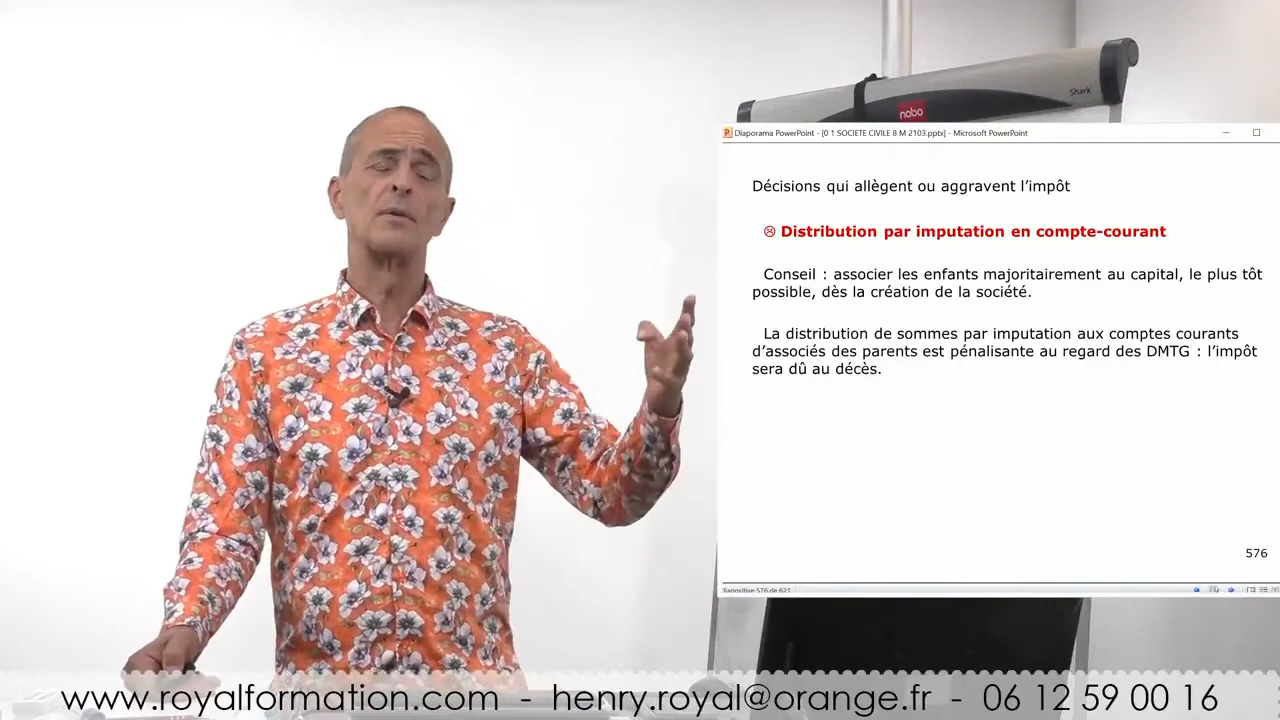 Shark
nobo
Diaporama PowerPoint - [0 1 SOCIETE CIVILE 8 M 2103.pptx] - Microsoft PowerPoint
Décisions qui allègent ou aggravent l’impôt
☹ Distribution par imputation en compte-courant
Conseil : associer les enfants majoritairement au capital, le plus tôt
possible, dès la création de la société.
La distribution de sommes par imputation aux comptes courants
d’associés des parents est pénalisante au regard des DMTG : l’impôt
sera dû au décès.
576
Diapositive 576 de 621
www.royalformation.com - henry.royal@orange.fr - 06 12 59 00 16